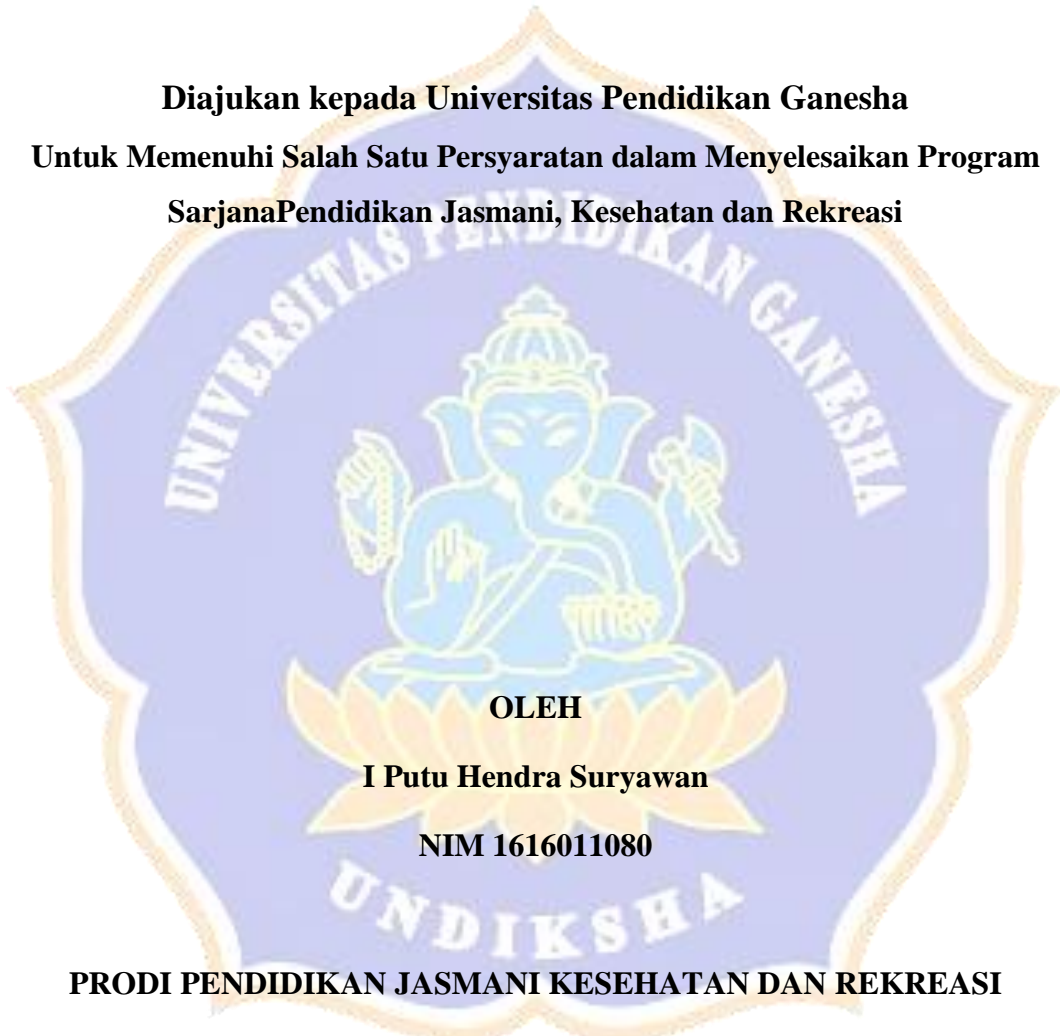 Diajukan kepada Universitas Pendidikan Ganesha
Untuk Memenuhi Salah Satu Persyaratan dalam Menyelesaikan Program
SarjanaPendidikan Jasmani, Kesehatan dan Rekreasi
UNIVERSITAS PENDIDIKAN GANESHA
OLEH
I Putu Hendra Suryawan
NIM 1616011080
UNDIKSHA
PRODI PENDIDIKAN JASMANI KESEHATAN DAN REKREASI